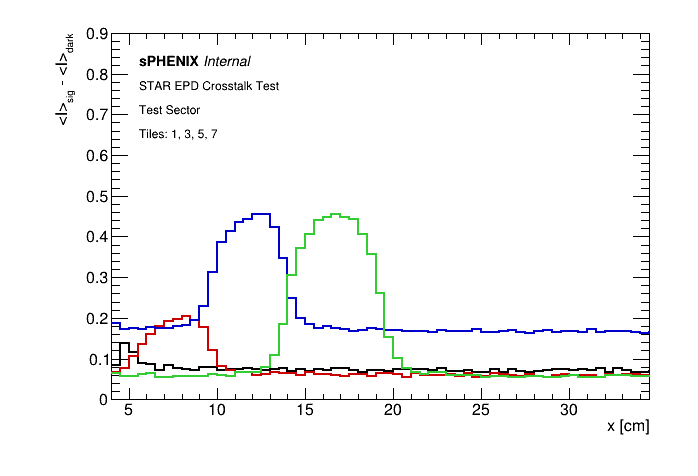 <I>sig - <I>dark
0.9
0.8
0.7
0.6
0.5
0.4
0.3
0.2
0.1
0
sPHENIX Internal
STAR EPD Crosstalk Test
Test Sector
Tiles: 1, 3, 5, 7
5 10 15 20 25 30
x [cm]